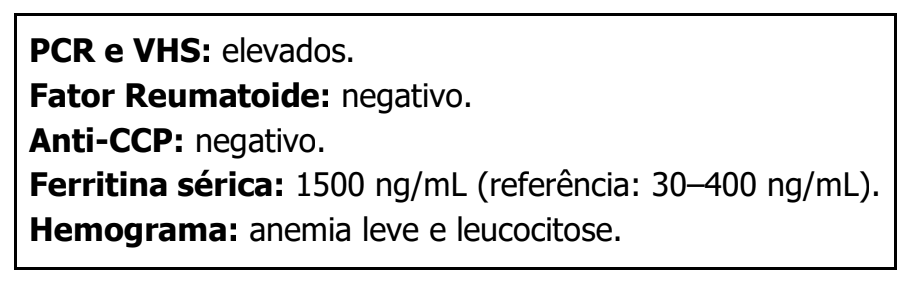 PCR e VHS: elevados.
Fator Reumatoide: negativo.
Anti-CCP: negativo.
Ferritina sérica: 1500 ng/mL (referência: 30–400 ng/mL).
Hemograma: anemia leve e leucocitose.